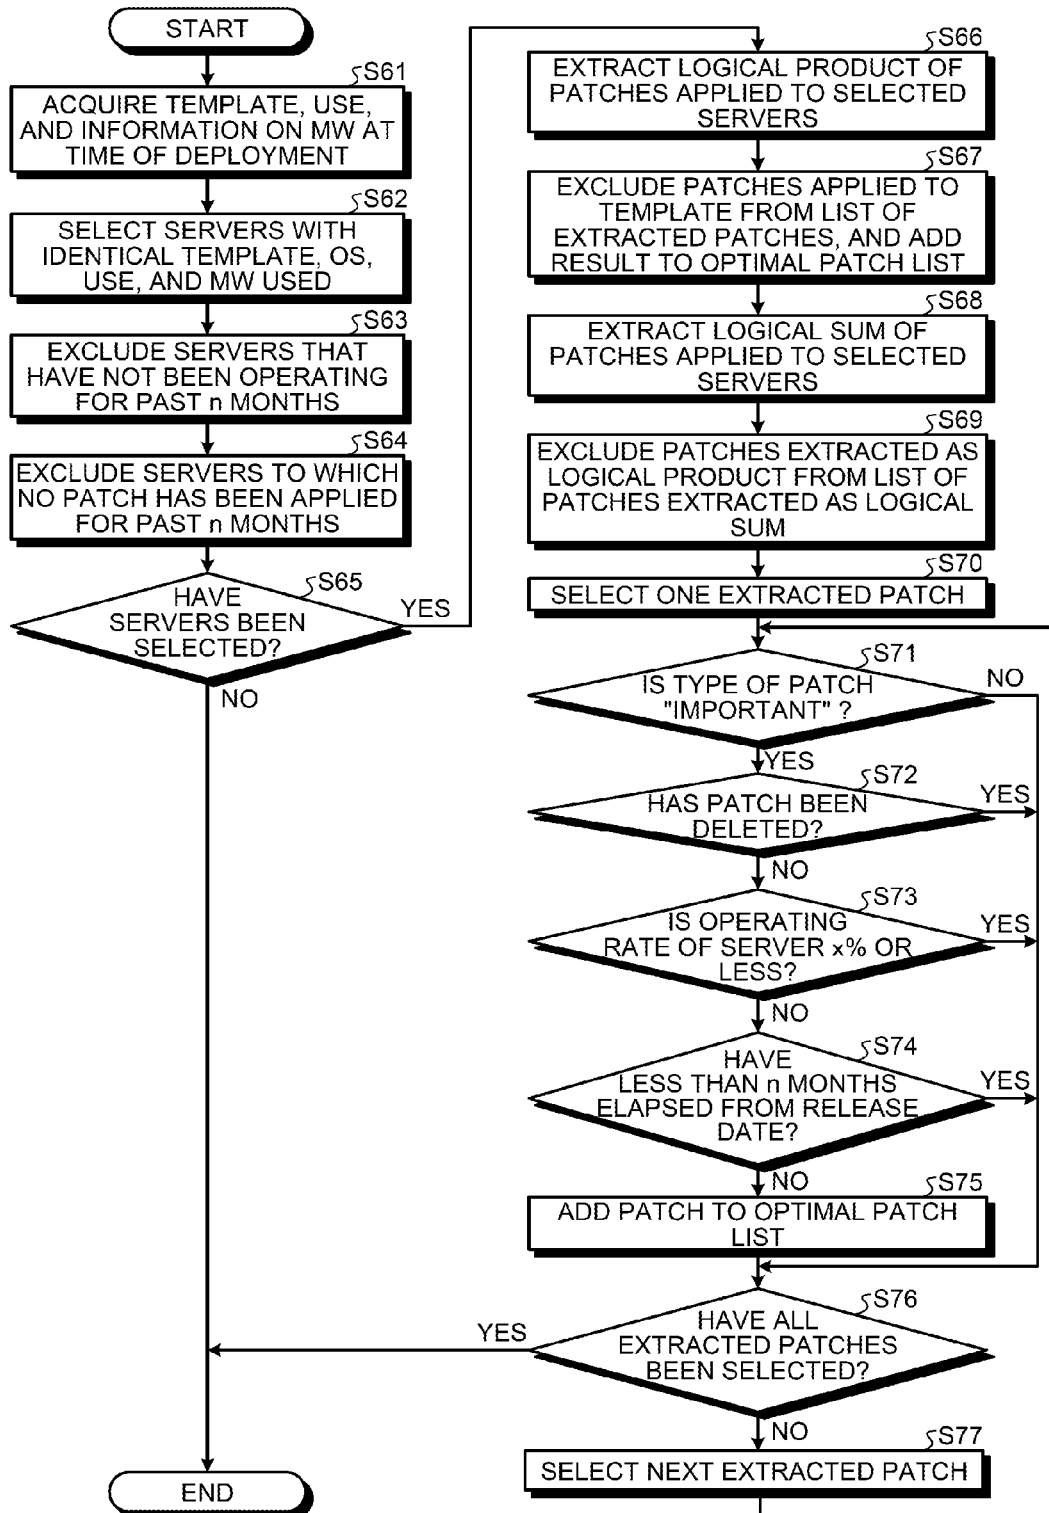 START
S61
ACQUIRE TEMPLATE, USE,
AND INFORMATION ON MW AT
TIME OF DEPLOYMENT
S62
SELECT SERVERS WITH
IDENTICAL TEMPLATE, OS,
USE, AND MW USED
S63
EXCLUDE SERVERS THAT
HAVE NOT BEEN OPERATING
FOR PAST n MONTHS
S64
EXCLUDE SERVERS TO WHICH
NO PATCH HAS BEEN APPLIED
FOR PAST n MONTHS
S65
HAVE
SERVERS BEEN
SELECTED?
YES
NO
S66
EXTRACT LOGICAL PRODUCT OF
PATCHES APPLIED TO SELECTED
SERVERS
S67
EXCLUDE PATCHES APPLIED TO
TEMPLATE FROM LIST OF
EXTRACTED PATCHES, AND ADD
RESULT TO OPTIMAL PATCH LIST
S68
EXTRACT LOGICAL SUM OF
PATCHES APPLIED TO SELECTED
SERVERS
S69
EXCLUDE PATCHES EXTRACTED AS
LOGICAL PRODUCT FROM LIST OF
PATCHES EXTRACTED AS LOGICAL
SUM
S70
SELECT ONE EXTRACTED PATCH
S71
IS TYPE OF PATCH
"IMPORTANT" ?
NO
YES
S72
HAS PATCH BEEN
DELETED?
YES
NO
S73
IS OPERATING
RATE OF SERVER x% OR
LESS?
YES
NO
S74
HAVE
LESS THAN n MONTHS
ELAPSED FROM RELEASE
DATE?
YES
NO
S75
ADD PATCH TO OPTIMAL PATCH
LIST
S76
HAVE ALL
EXTRACTED PATCHES
BEEN SELECTED?
YES
NO
S77
SELECT NEXT EXTRACTED PATCH
END